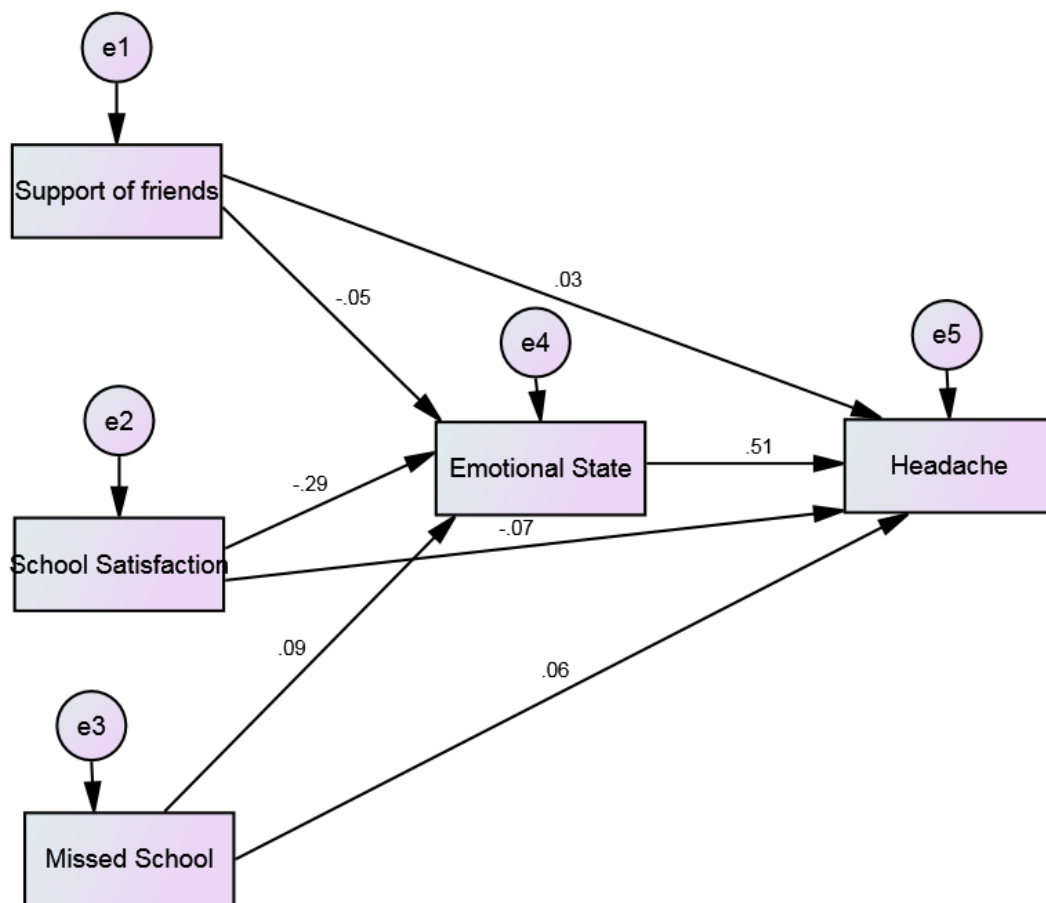 e1
Support of friends
.03
-.05
e4
e5
e2
Emotional State
.51
Headache
-.29
-.07
School Satisfaction
.09
.06
e3
Missed School